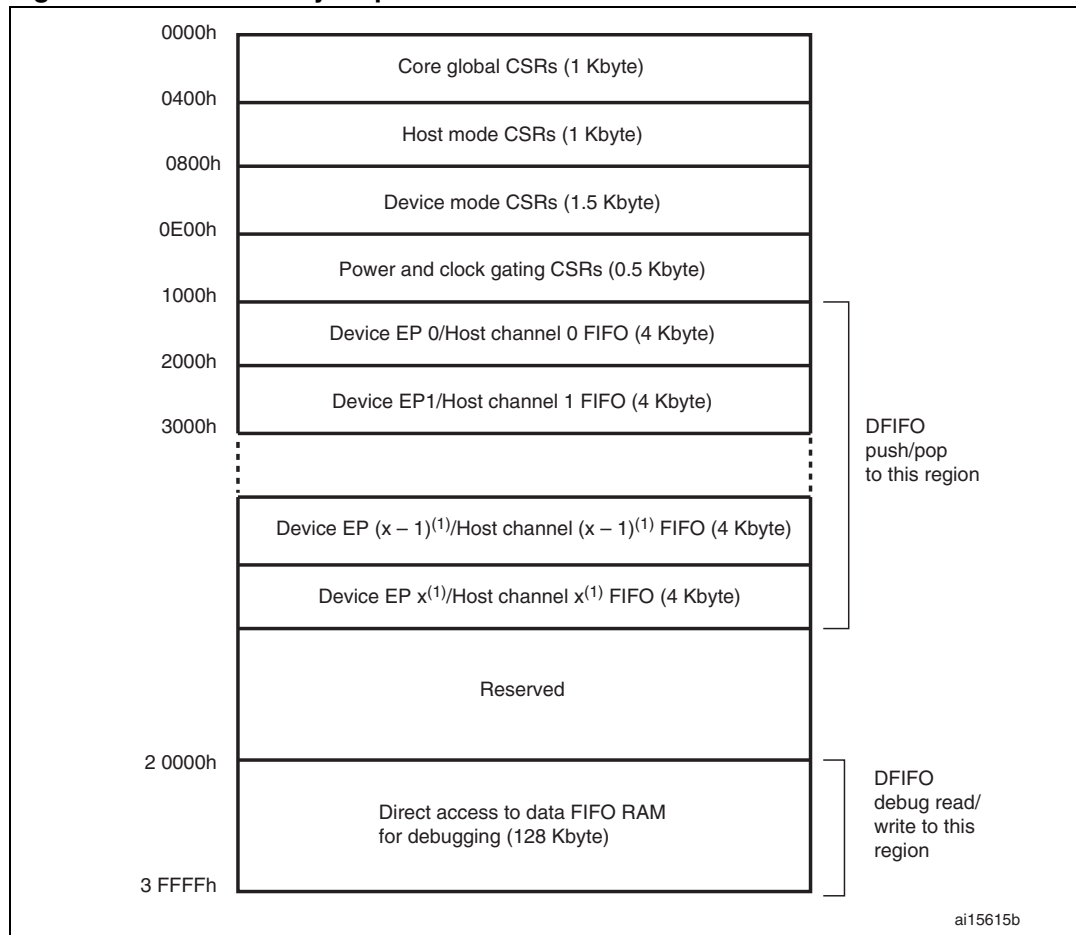 0000h
Core global CSRs (1 Kbyte)
0400h
Host mode CSRs (1 Kbyte)
0800h
Device mode CSRs (1.5 Kbyte)
0E00h
Power and clock gating CSRs (0.5 Kbyte)
1000h
Device EP 0/Host channel 0 FIFO (4 Kbyte)
2000h
Device EP1/Host channel 1 FIFO (4 Kbyte)
3000h
DFIFO
push/pop
to this region
Device EP (x – 1)(1)/Host channel (x – 1)(1) FIFO (4 Kbyte)
Device EP x(1)/Host channel x(1) FIFO (4 Kbyte)
Reserved
2 0000h
Direct access to data FIFO RAM
for debugging (128 Kbyte)
DFIFO
debug read/
write to this
region
3 FFFFh
ai15615b